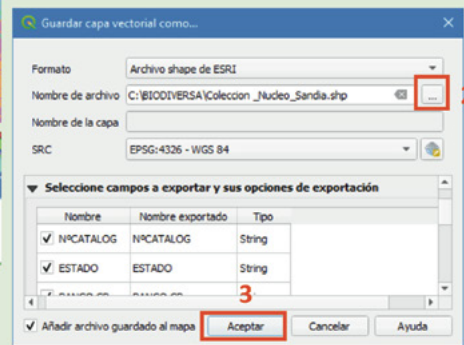 Guardar capa vectorial como...
Formato Archivo shape de ESRI
Nombre de archivo C:\BIODIVERSA\Coleccion _Nucleo_Sandia.shp ...
Nombre de la capa
SRC EPSG:4326 - WGS 84
Seleccione campos a exportar y sus opciones de exportación
Nombre Nombre exportado Tipo
NºCATALOG NºCATALOG String
ESTADO ESTADO String
3
Añadir archivo guardado al mapa Aceptar Cancelar Ayuda